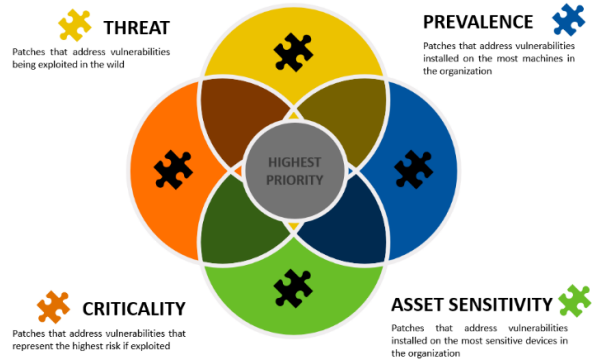 THREAT
Patches that address vulnerabilities
being exploited in the wild
PREVALENCE
Patches that address vulnerabilities
installed on the most machines in
the organization
HIGHEST
PRIORITY
CRITICALITY
Patches that address vulnerabilities that
represent the highest risk if exploited
ASSET SENSITIVITY
Patches that address vulnerabilities
installed on the most sensitive devices in
the organization